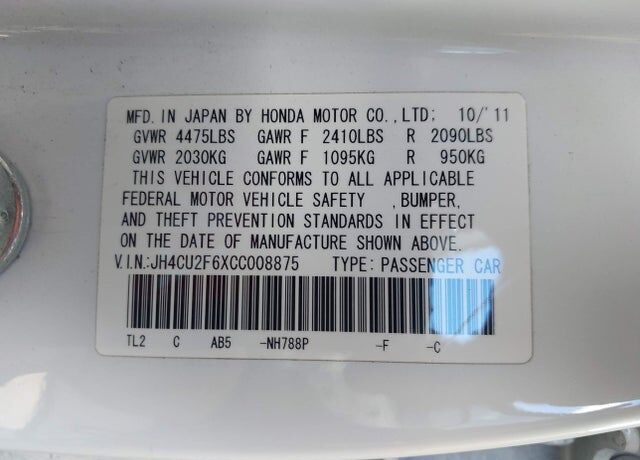 MFD. IN JAPAN BY HONDA MOTOR CO., LTD; 10/'11
GVWR 4475LBS GAWR F 2410LBS R 2090LBS
GVWR 2030KG GAWR F 1095KG R 950KG
THIS VEHICLE CONFORMS TO ALL APPLICABLE
FEDERAL MOTOR VEHICLE SAFETY , BUMPER,
AND THEFT PREVENTION STANDARDS IN EFFECT
ON THE DATE OF MANUFACTURE SHOWN ABOVE.
V.I.N:JH4CU2F6XCC008875 TYPE: PASSENGER CAR
TL2 C AB5 -NH788P -F -C